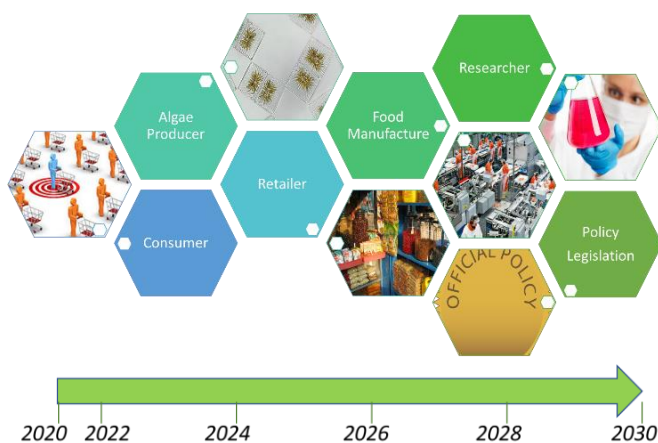 Researcher
Algae
Producer
Food
Manufacture
Retailer
Consumer
Policy
Legislation
OFFICIAL POLICY
2020
2022
2024
2026
2028
2030